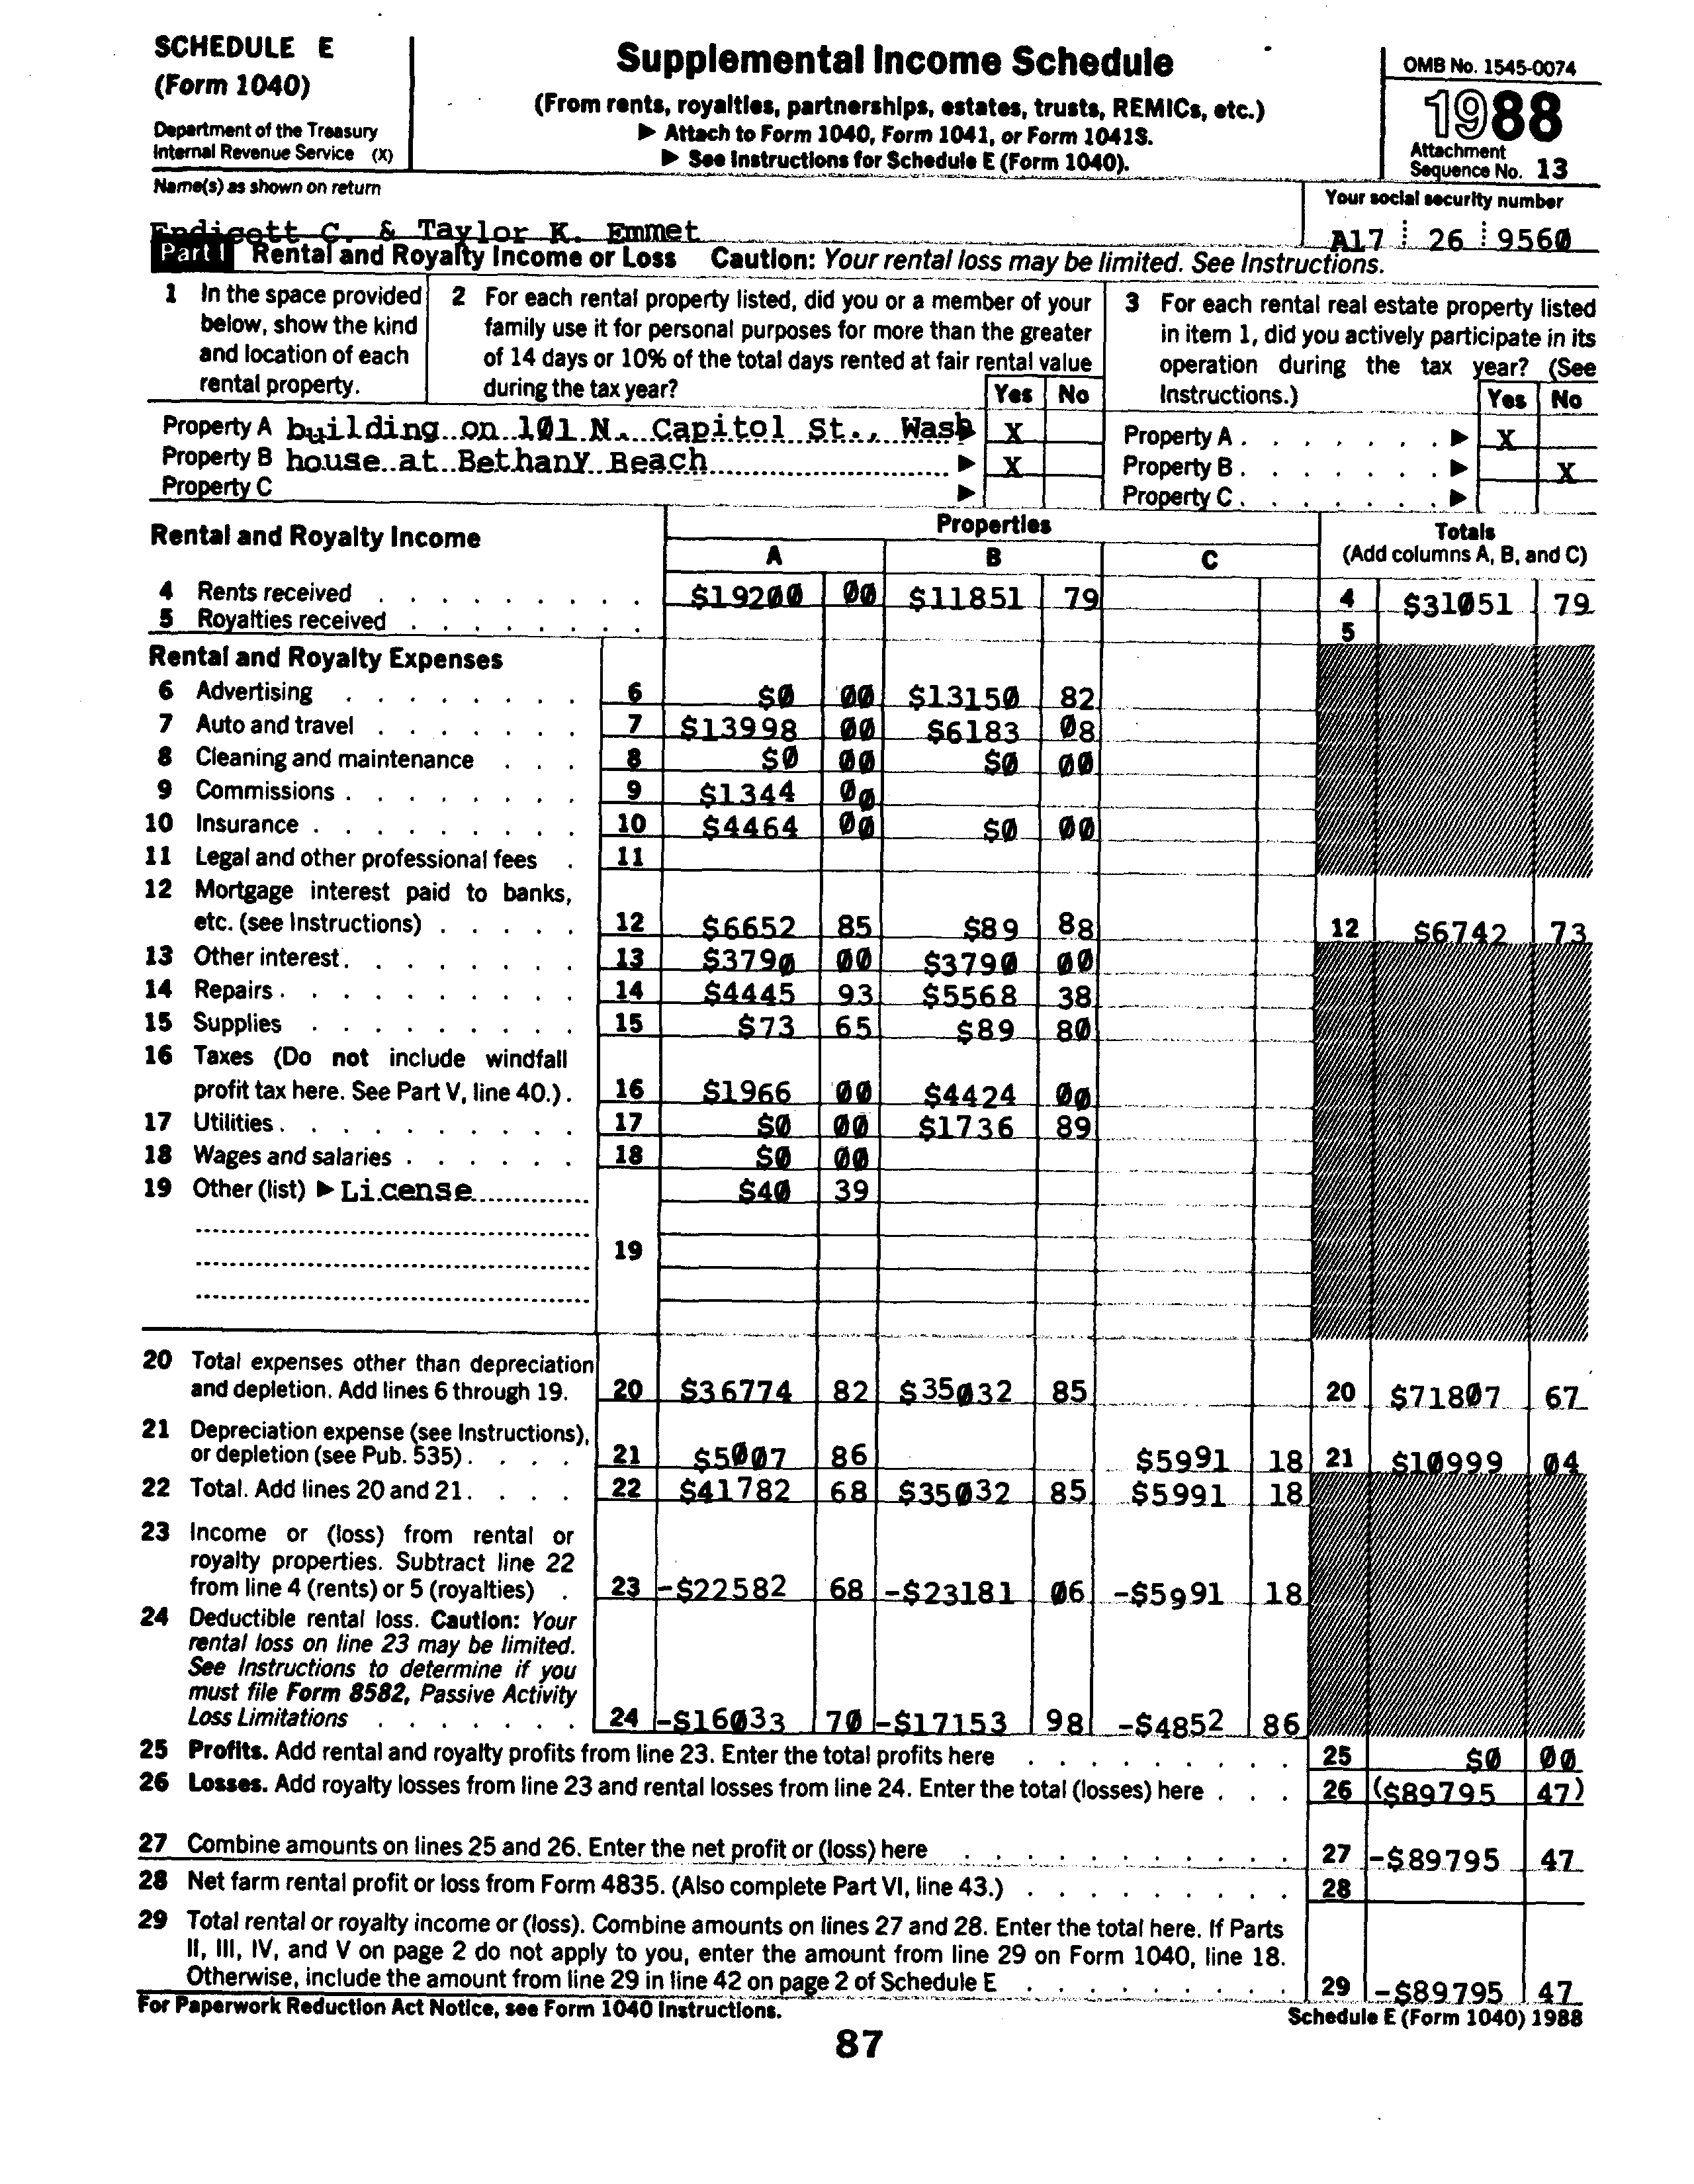 SCHEDULE E
(Form 1040)
Department of the Treasury
Internal Revenue Service (X)
Supplemental Income Schedule
(From rents, royalties, partnerships, estates, trusts, REMICs, etc.)
▶ Attach to Form 1040, Form 1041, or Form 1041S.
▶ See Instructions for Schedule E (Form 1040).
OMB No. 1545-0074
1988
Attachment
Sequence No. 13
Name(s) as shown on return
Endicott C. & Taylor K. Emmet
Your social security number
A17 26 9560
Part I Rental and Royalty Income or Loss Caution: Your rental loss may be limited. See Instructions.
1 In the space provided
below, show the kind
and location of each
rental property.
2 For each rental property listed, did you or a member of your
family use it for personal purposes for more than the greater
of 14 days or 10% of the total days rented at fair rental value
during the tax year?
Yes No
3 For each rental real estate property listed
in item 1, did you actively participate in its
operation during the tax year? (See
Instructions.)
Yes No
Property A building on 101 N. Capitol St., Wash X
Property A . . . . . . . ▶ X
Property B house at Bethany Beach ▶ X
Property B . . . . . . . ▶ X
Property C ▶
Property C . . . . . . . ▶
Rental and Royalty Income
Properties
A B C
Totals
(Add columns A, B, and C)
4 Rents received . . . . . . . . . $19200 00 $11851 79 4 $31051 79
5 Royalties received . . . . . . . . 5
Rental and Royalty Expenses
6 Advertising . . . . . . . . 6 $0 00 $13150 82
7 Auto and travel . . . . . . . 7 $13998 00 $6183 08
8 Cleaning and maintenance . . . 8 $0 00 $0 00
9 Commissions . . . . . . . . 9 $1344 00
10 Insurance . . . . . . . . . 10 $4464 00 $0 00
11 Legal and other professional fees . 11
12 Mortgage interest paid to banks,
etc. (see Instructions) . . . . . 12 $6652 85 $89 88 12 $6742 73
13 Other interest . . . . . . . . 13 $3790 00 $3790 00
14 Repairs . . . . . . . . . . 14 $4445 93 $5568 38
15 Supplies . . . . . . . . . 15 $73 65 $89 80
16 Taxes (Do not include windfall
profit tax here. See Part V, line 40.) . 16 $1966 00 $4424 00
17 Utilities . . . . . . . . . . 17 $0 00 $1736 89
18 Wages and salaries . . . . . . 18 $0 00
19 Other (list) ▶ License $40 39
19
20 Total expenses other than depreciation
and depletion. Add lines 6 through 19. 20 $36774 82 $35032 85 20 $71807 67
21 Depreciation expense (see Instructions),
or depletion (see Pub. 535) . . . . 21 $5007 86 $5991 18 21 $10999 04
22 Total. Add lines 20 and 21 . . . . 22 $41782 68 $35032 85 $5991 18
23 Income or (loss) from rental or
royalty properties. Subtract line 22
from line 4 (rents) or 5 (royalties) . 23 -$22582 68 -$23181 06 -$5991 18
24 Deductible rental loss. Caution: Your
rental loss on line 23 may be limited.
See Instructions to determine if you
must file Form 8582, Passive Activity
Loss Limitations . . . . . . . 24 -$16033 70 -$17153 98 -$4852 86
25 Profits. Add rental and royalty profits from line 23. Enter the total profits here . . . . . . . . . 25 $0 00
26 Losses. Add royalty losses from line 23 and rental losses from line 24. Enter the total (losses) here . . . 26 ($89795 47)
27 Combine amounts on lines 25 and 26. Enter the net profit or (loss) here . . . . . . . . . . . 27 -$89795 47
28 Net farm rental profit or loss from Form 4835. (Also complete Part VI, line 43.) . . . . . . . . . 28
29 Total rental or royalty income or (loss). Combine amounts on lines 27 and 28. Enter the total here. If Parts
II, III, IV, and V on page 2 do not apply to you, enter the amount from line 29 on Form 1040, line 18.
Otherwise, include the amount from line 29 in line 42 on page 2 of Schedule E . . . . . . . . . 29 -$89795 47
For Paperwork Reduction Act Notice, see Form 1040 Instructions.
Schedule E (Form 1040) 1988
87